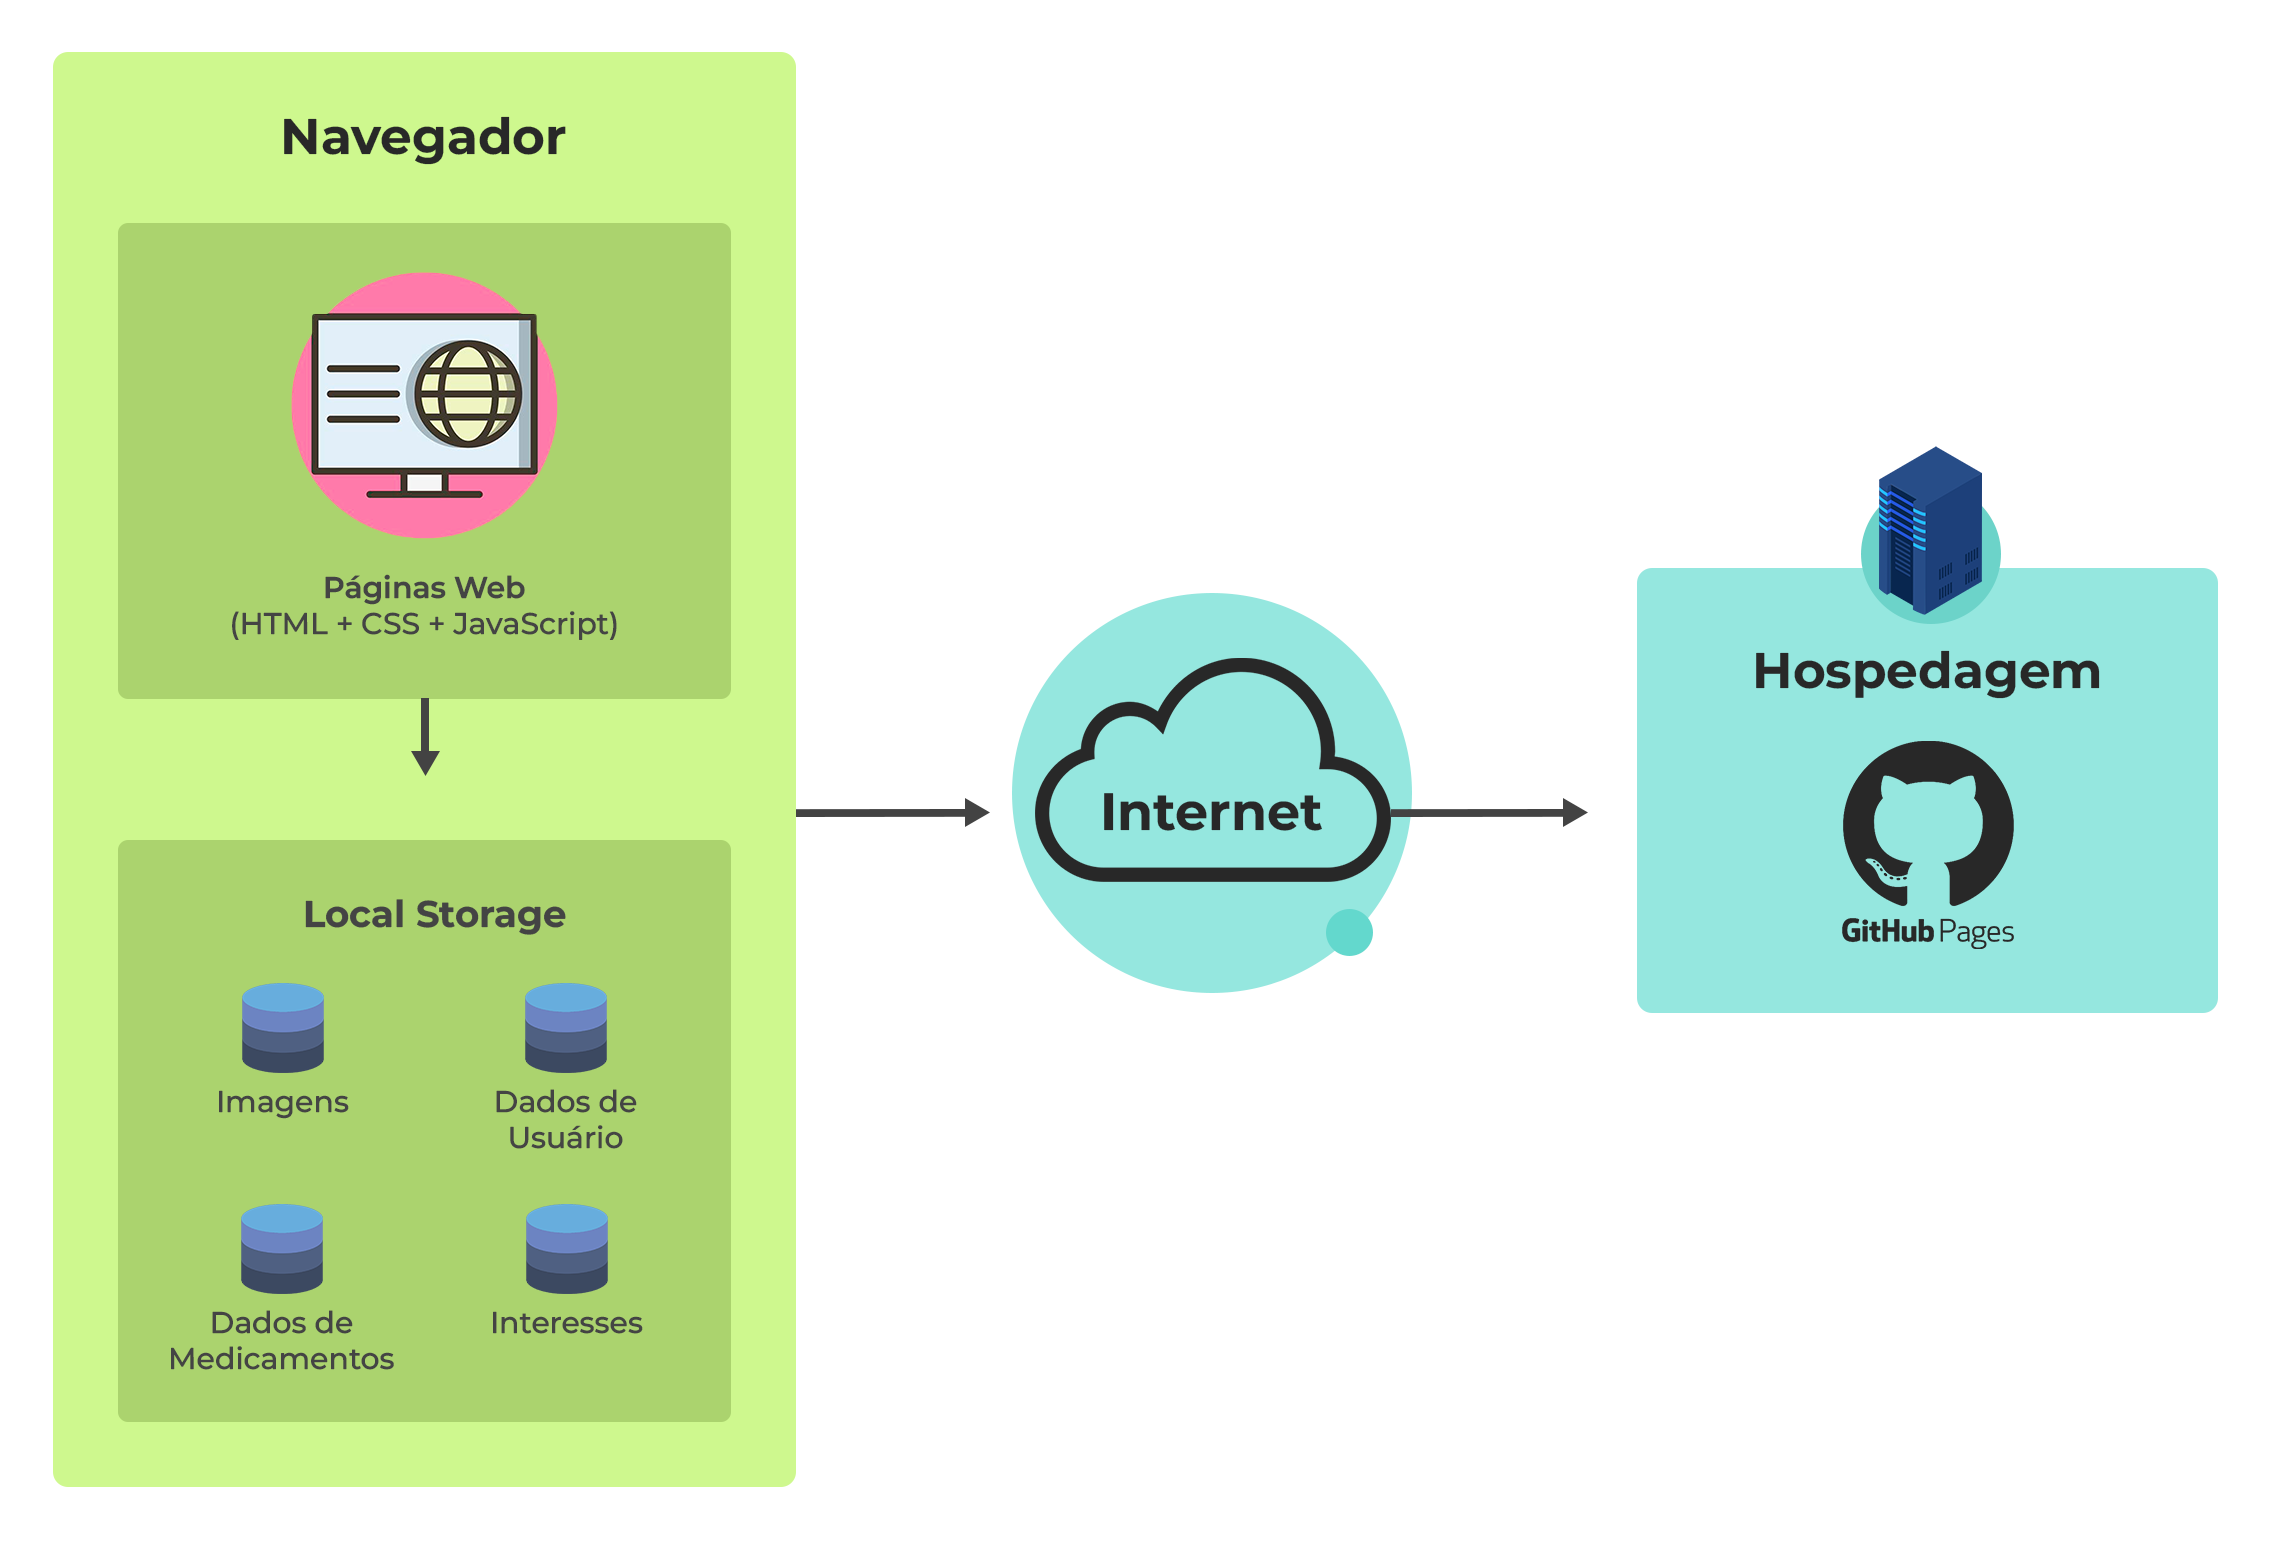 Navegador
Páginas Web
(HTML + CSS + JavaScript)
Local Storage
Imagens
Dados de
Usuário
Dados de
Medicamentos
Interesses
Internet
Hospedagem
GitHub Pages